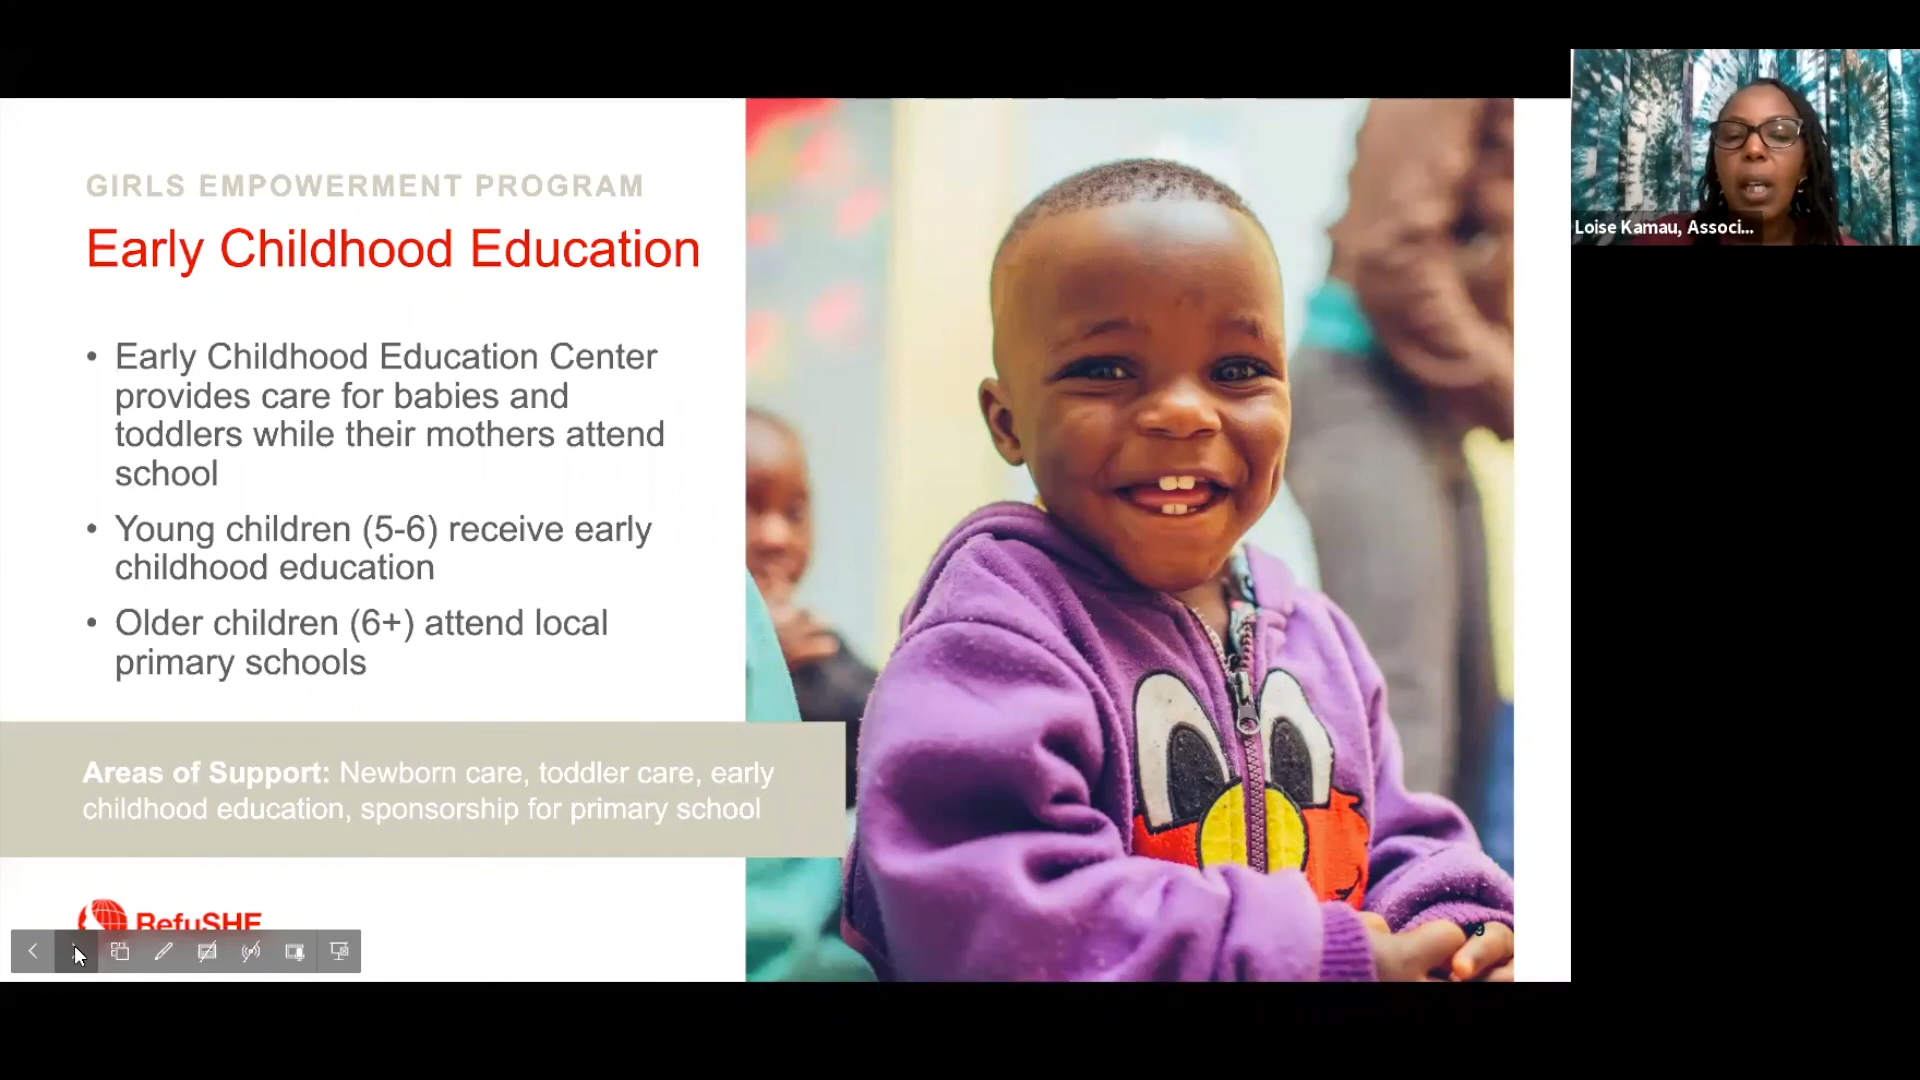 GIRLS EMPOWERMENT PROGRAM
Early Childhood Education
• Early Childhood Education Center
provides care for babies and
toddlers while their mothers attend
school
• Young children (5-6) receive early
childhood education
• Older children (6+) attend local
primary schools
Areas of Support: Newborn care, toddler care, early
childhood education, sponsorship for primary school
RefuSHE
Loise Kamau, Associ...